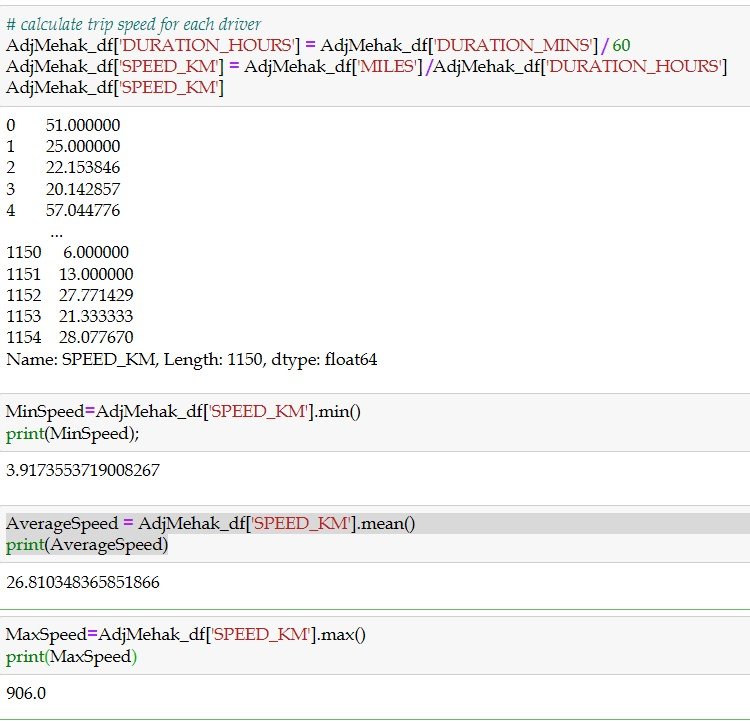 # calculate trip speed for each driver
AdjMehak_df['DURATION_HOURS'] = AdjMehak_df['DURATION_MINS']/ 60
AdjMehak_df['SPEED_KM'] = AdjMehak_df['MILES']/AdjMehak_df['DURATION_HOURS']
AdjMehak_df['SPEED_KM']
0 51.000000
1 25.000000
2 22.153846
3 20.142857
4 57.044776
...
1150 6.000000
1151 13.000000
1152 27.771429
1153 21.333333
1154 28.077670
Name: SPEED_KM, Length: 1150, dtype: float64
MinSpeed=AdjMehak_df['SPEED_KM'].min()
print(MinSpeed);
3.9173553719008267
AverageSpeed = AdjMehak_df['SPEED_KM'].mean()
print(AverageSpeed)
26.810348365851866
MaxSpeed=AdjMehak_df['SPEED_KM'].max()
print(MaxSpeed)
906.0